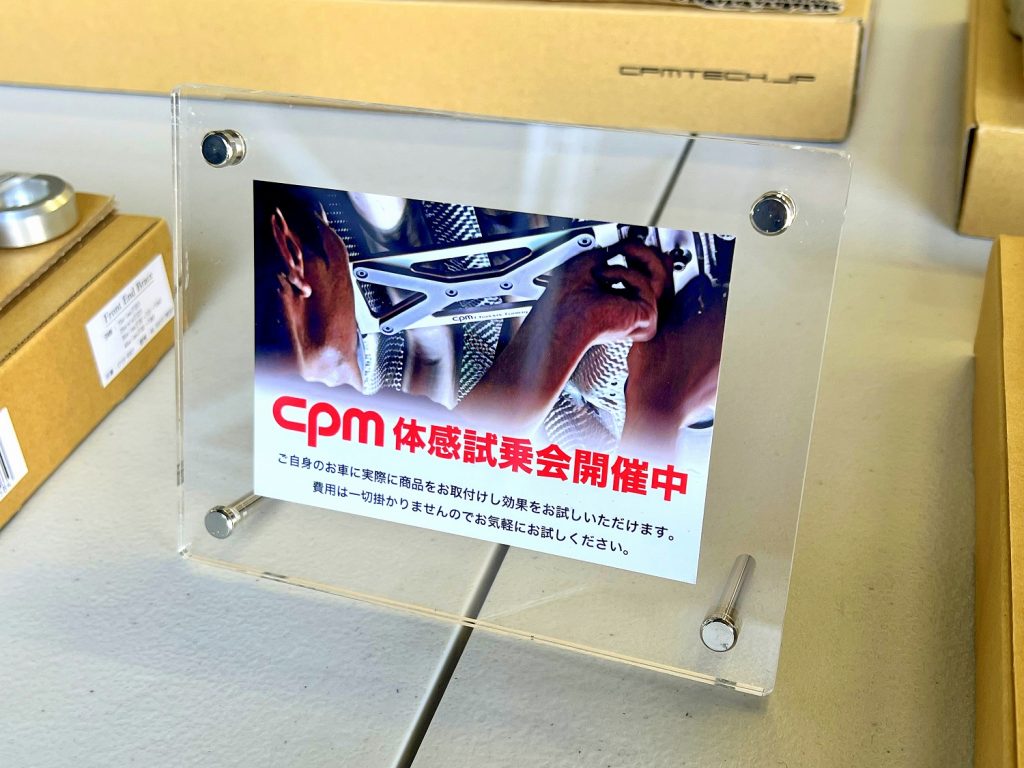 CPMTECH.JP
Front End Brace
cpm
cpm 体感試乗会開催中
ご自身のお車に実際に商品をお取付けし効果をお試しいただけます。
費用は一切掛かりませんのでお気軽にお試しください。